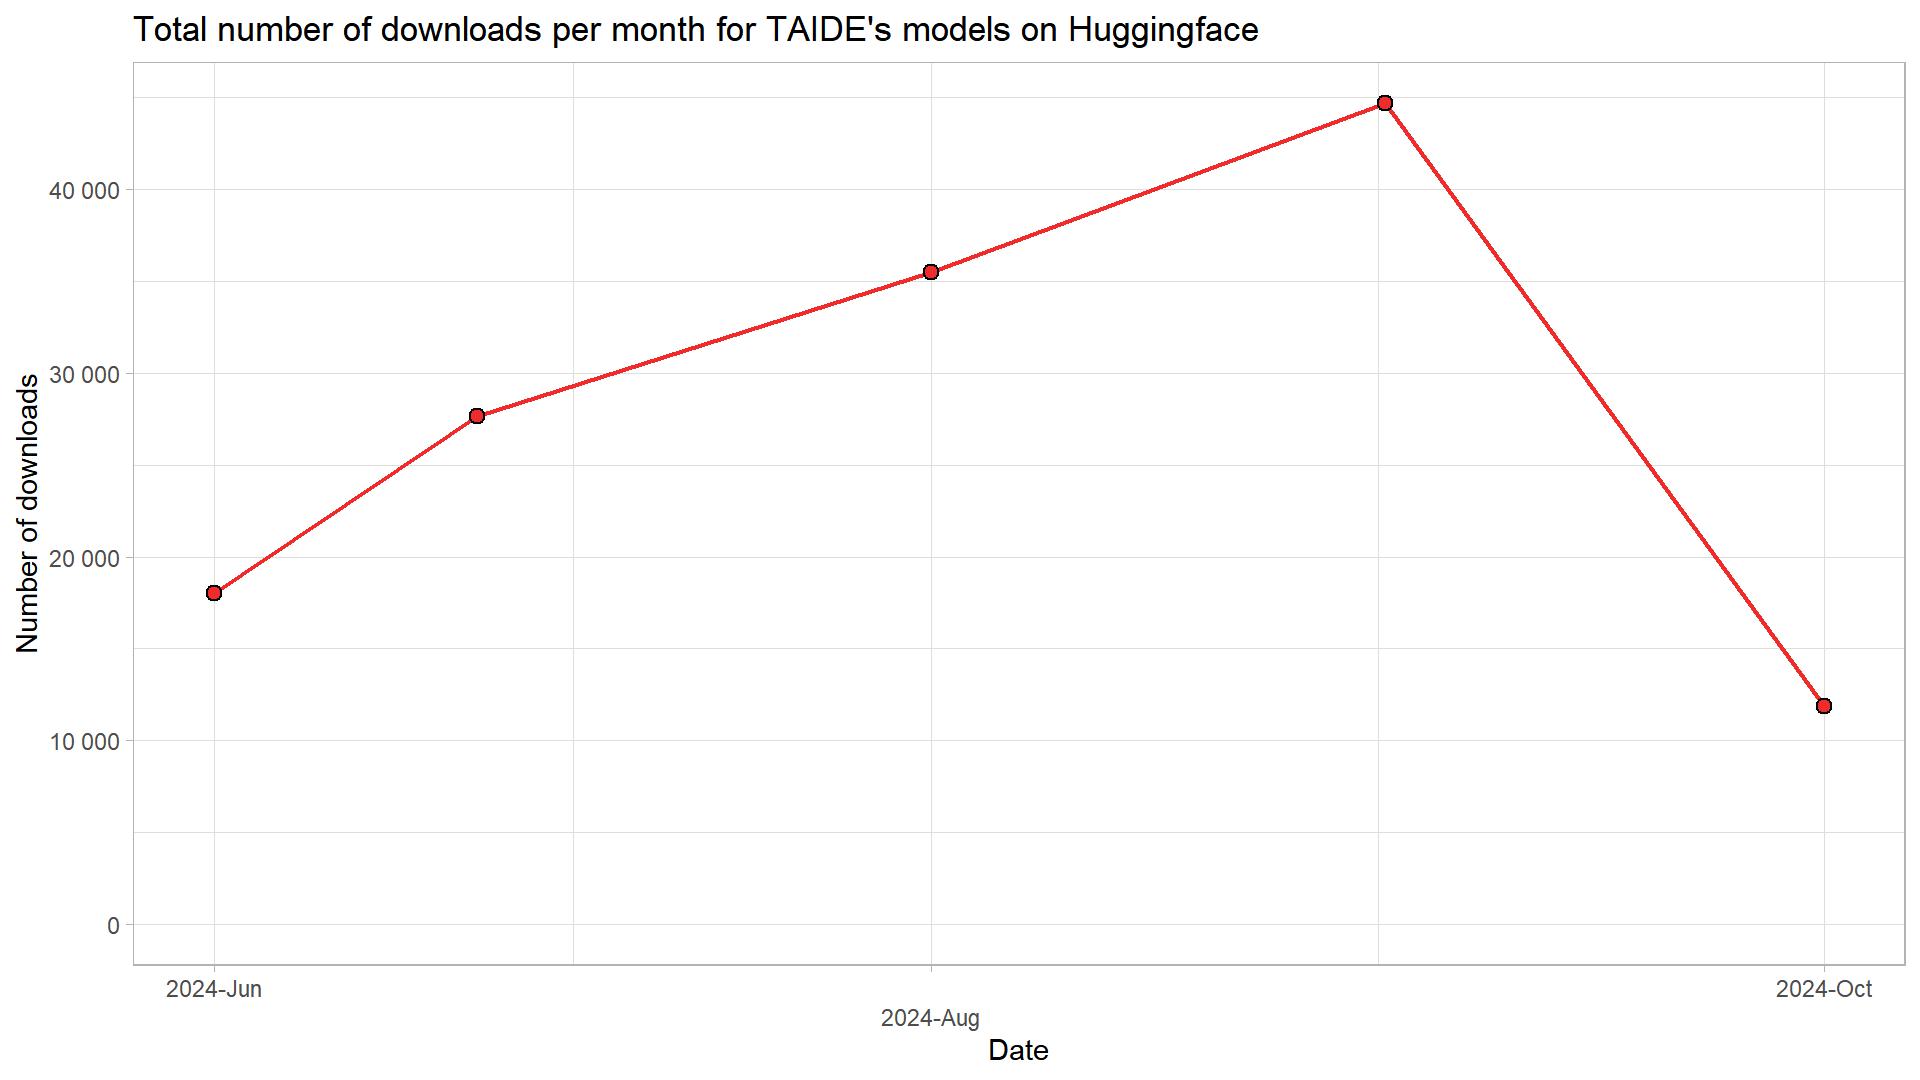 Total number of downloads per month for TAIDE's models on Huggingface
Number of downloads
40 000
30 000
20 000
10 000
0
2024-Jun
2024-Aug
2024-Oct
Date